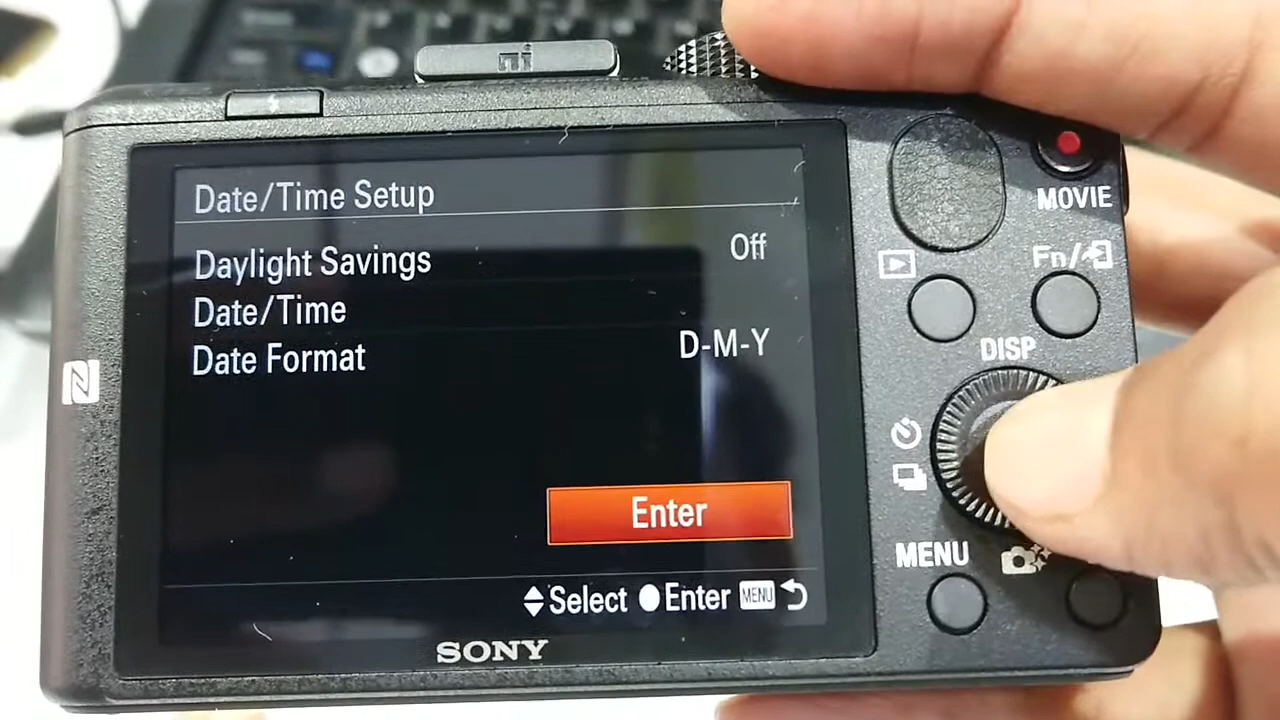 mi
MOVIE
Date/Time Setup
Daylight Savings Off
Fn/
Date/Time
Date Format D-M-Y
DISP
Enter
MENU
Select Enter MENU
SONY